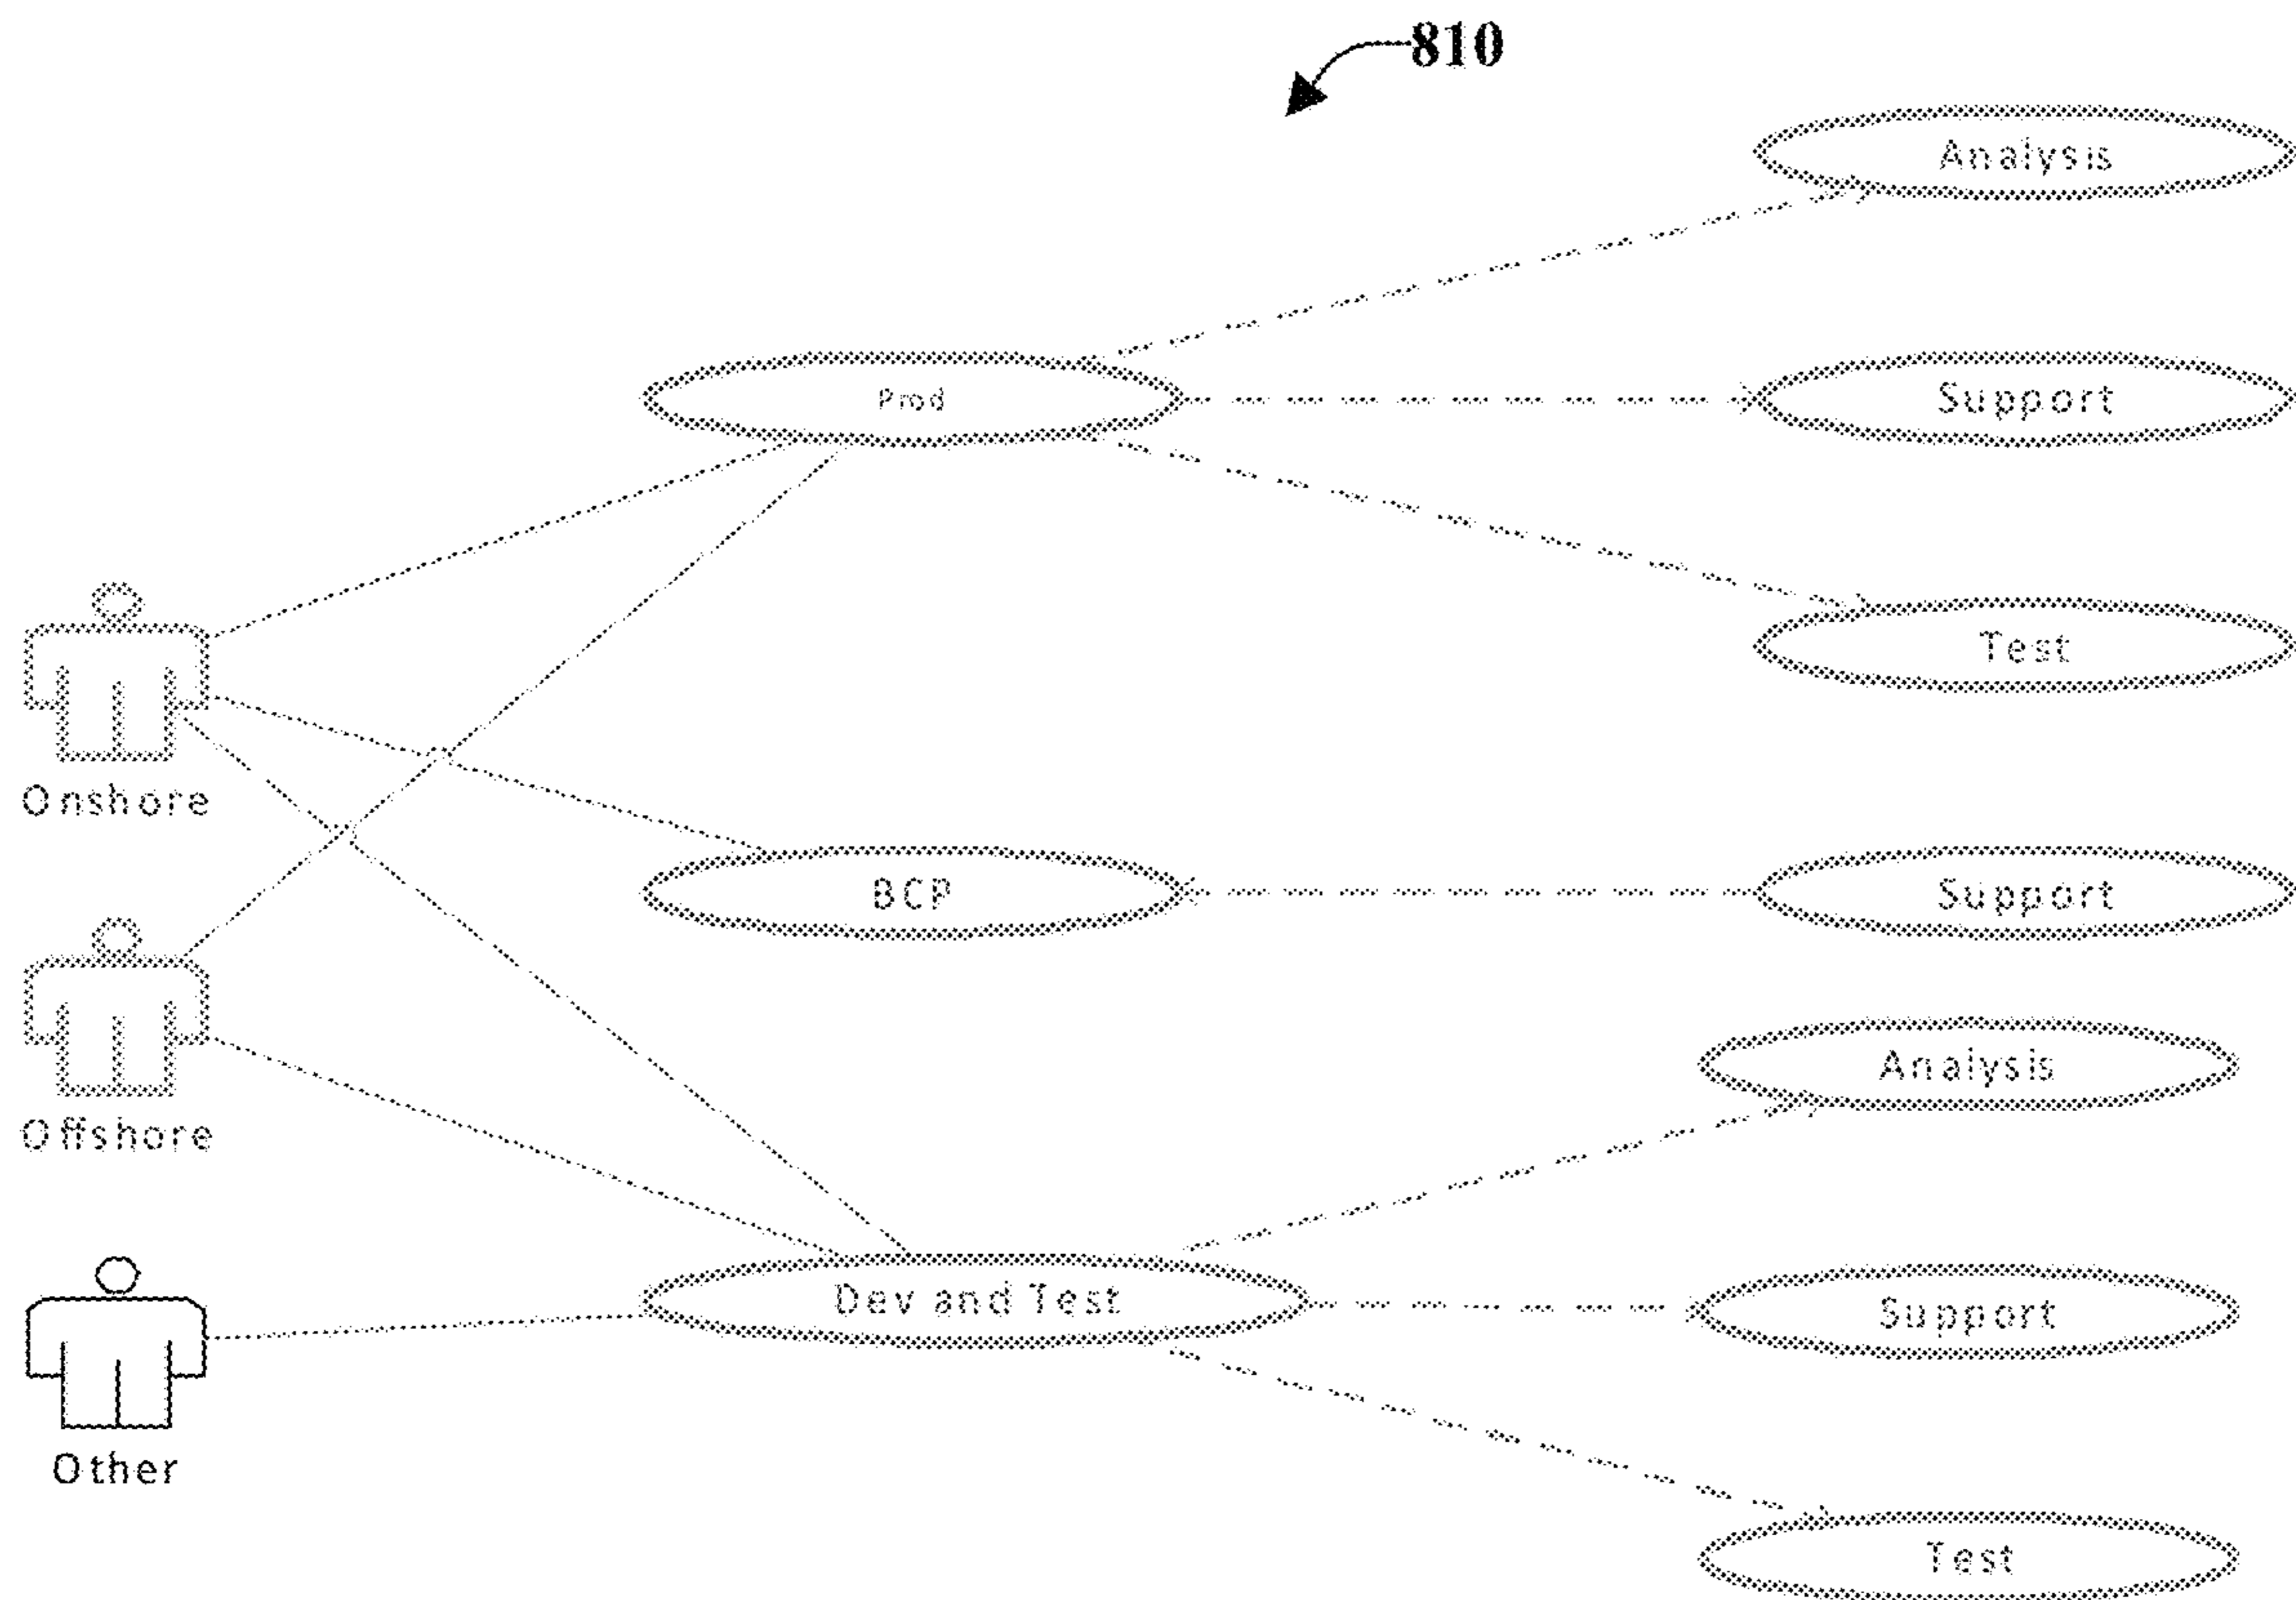 810
Analysis
Prod
Support
Test
Onshore
BCP
Support
Offshore
Analysis
Dev and Test
Support
Other
Test